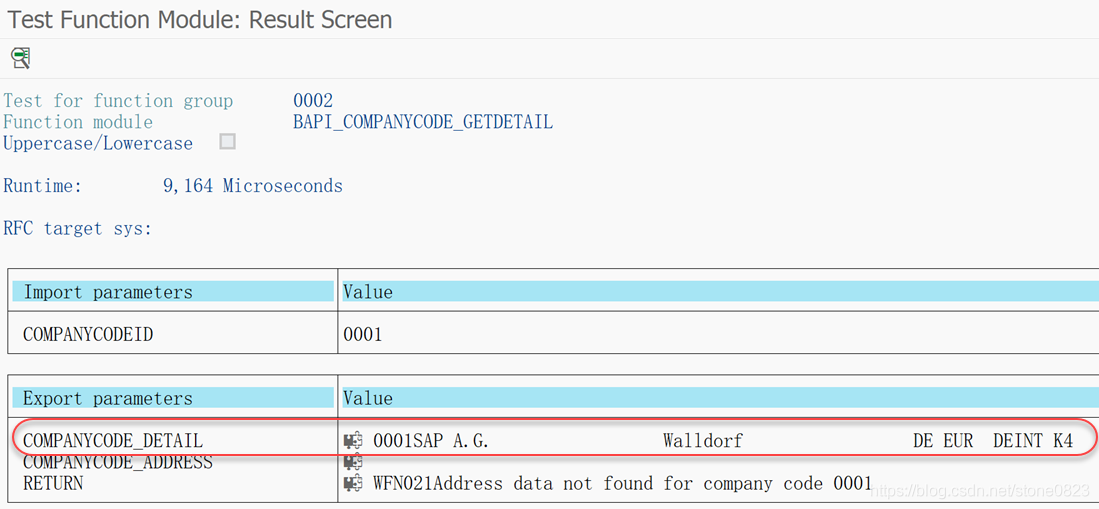 Test Function Module: Result Screen
Test for function group 0002
Function module BAPI_COMPANYCODE_GETDETAIL
Uppercase/Lowercase
Runtime: 9,164 Microseconds
RFC target sys:
Import parameters Value
COMPANYCODEID 0001
Export parameters Value
COMPANYCODE_DETAIL 0001SAP A.G. Walldorf DE EUR DEINT K4
COMPANYCODE_ADDRESS
RETURN WFN021Address data not found for company code 0001
https://blog.csdn.net/stone0823